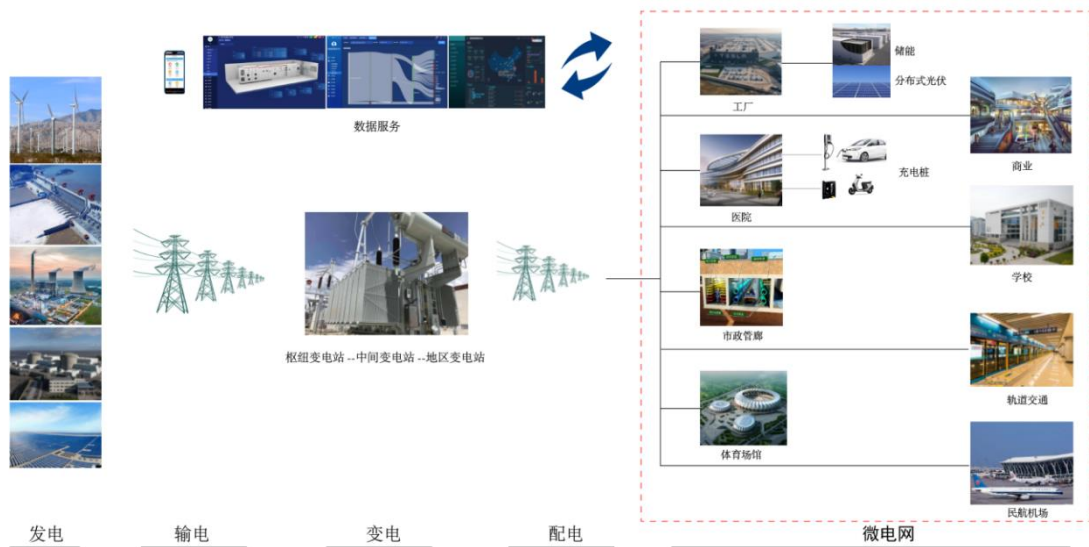 数据服务
储能
分布式光伏
工厂
商业
充电桩
医院
学校
市政管廊
枢纽变电站--中间变电站--地区变电站
轨道交通
体育场馆
民航机场
发电
输电
变电
配电
微电网